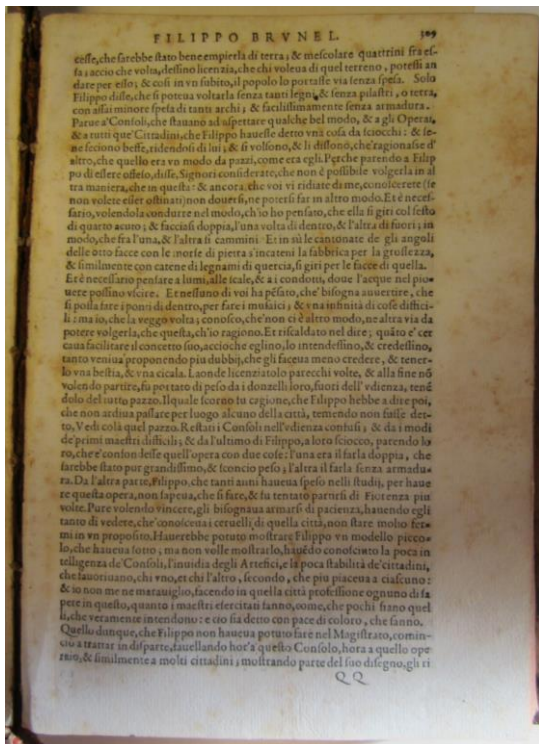 FILIPPO BRVNEL. 309
cesse, che sarebbe stato bene empierla di terra; & mescolare quattrini fra es-
sa; accio che volta, dessino licenzia, che chi voleua di quel terreno, potessi an
dare per esso; & cosi in vn subito, il popolo lo portasse via senza spesa. Solo
Filippo disse, che si poteua voltarla senza tanti legni, & senza pilastri, o terra,
con assai minore spesa di tanti archi; & facilissimamente senza armadura.
Parue a' Consoli, che stauano ad aspettare qualche bel modo, & a gli Operai,
& a tutti que' Cittadini, che Filippo hauesse detto vna cosa da sciocchi: & se-
ne feciono beffe, ridendosi di lui; & si volsono, & li dissono, che ragionasse d'
altro, che quello era vn modo da pazzi, come era egli. Perche parendo a Filip
po di essere offeso, disse, Signori considerate, che non è possibile volgerla in al
tra maniera, che in questa: & ancora che voi vi ridiate di me, conoscerete (se
non volete esser ostinati) non douersi, ne potersi far in altro modo. Et è neces-
sario, volendola condurre nel modo, ch'io ho pensato, che ella si giri col sesto
di quarto acuto; & facciasi doppia, l'una volta di dentro, & l'altra di fuori; in
modo, che fra l'una, & l'altra si cammini. Et in sù le cantonate de gli angoli
delle otto facce con le morse di pietra s'incateni la fabbrica per la grossezza,
& similmente con catene di legnami di quercia, si giri per le facce di quella.
Et è necessario pensare a lumi, alle scale, & a i condotti, doue l'acque nel pio-
uere possino vscire. Et nessuno di voi ha pēsato, che bisogna auuertire, che
si possa fare i ponti di dentro, per fare i musaici; & vna infinità di cose diffici-
li: ma io, che la veggo volta; conosco, che non ci è altro modo, ne altra via da
potere volgerla, che questa, ch'io ragiono. Et riscaldato nel dire; quāto e' cer
caua facilitare il concetto suo, accioche eglino, lo intendessino, & credessino,
tanto veniua proponendo piu dubbij, che gli faceua meno credere, & tener-
lo vna bestia, & vna cicala. Laonde licenziatolo parecchi volte, & alla fine nō
volendo partire, fu portato di peso da i donzelli loro, fuori dell'vdienza, tenē
dolo del tutto pazzo. Il quale scorno fu cagione, che Filippo hebbe a dire poi,
che non ardiua passare per luogo alcuno della città, temendo non fusse det-
to, Vedi colà quel pazzo. Restati i Consoli nell'vdienza confusi; & da i modi
de' primi maestri difficili; & da l'ultimo di Filippo, a loro sciocco, parendo lo
ro, che e' confondesse quell'opera con due cose: l'una era il farla doppia, che
sarebbe stato pur grandissimo, & sconcio peso; l'altra il farla senza armadu-
ra. Da l'altra parte, Filippo, che tanti anni haueua speso nelli studij, per haue
re questa opera, non sapeua, che si fare, & fu tentato partirsi di Fiorenza piu
volte. Pure volendo vincere, gli bisognaua armarsi di pacienza, hauendo egli
tanto di vedere, che conosceua i ceruelli di quella città, non stare molto fer-
mi in vn proposito. Hauerebbe potuto mostrare Filippo vn modello picco-
lo, che haueua sotto; ma non volle mostrarlo, hauēdo conosciuto la poca in
telligenza de' Consoli, l'inuidia degli Artefici, e la poca stabilità de' cittadini,
che fauoriuano, chi vno, et chi l'altro, secondo, che piu piaceua a ciascuno:
& io non me ne marauiglio, facendo in quella città professione ognuno di sa
pere in questo, quanto i maestri esercitati fanno, come, che pochi siano quel
li, che veramente intendono: e ciò sia detto con pace di coloro, che sanno.
Quello dunque, che Filippo non haueua potuto fare nel Magistrato, comin-
ciò a trattar in disparte, fauellando hor'a questo Consolo, hora a quello ope
raio, & similmente a molti cittadini; mostrando parte del suo disegno, gli ri
QQ